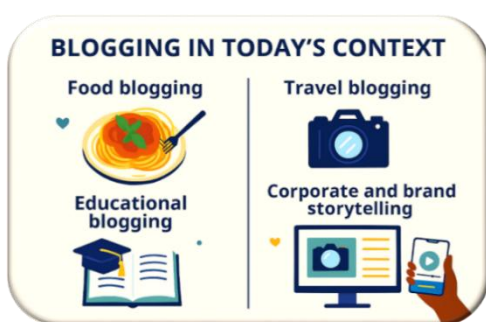 BLOGGING IN TODAY'S CONTEXT
Food blogging
Travel blogging
Educational
blogging
Corporate and brand
storytelling